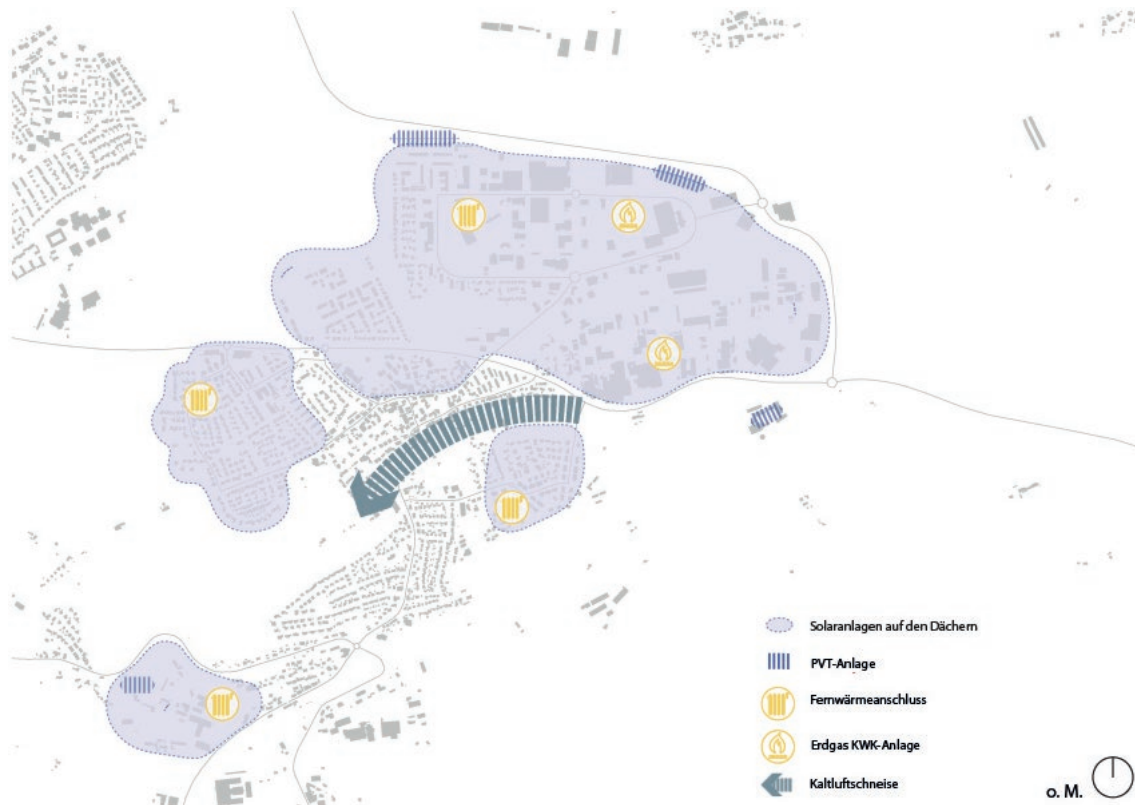 Solaranlagen auf den Dächern
PVT-Anlage
Fernwärmeanschluss
Erdgas KWK-Anlage
Kaltluftschneise
o. M.